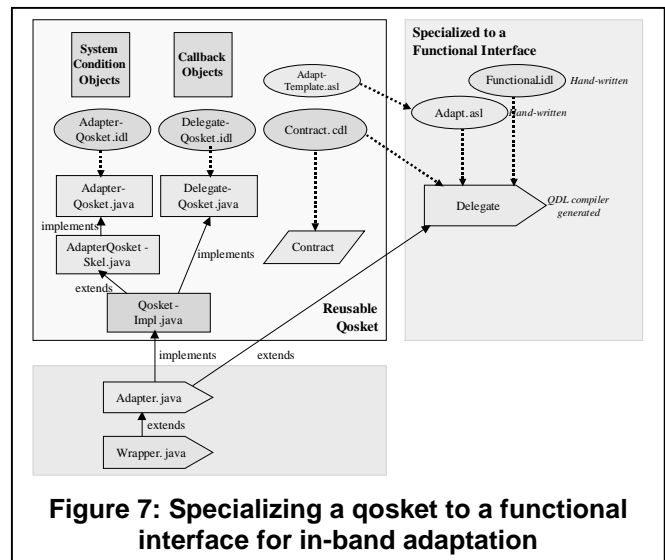 System
Condition
Objects
Callback
Objects
Adapt-
Template.asl
Adapter-
Qosket.idl
Delegate-
Qosket.idl
Contract.cdl
Adapter-
Qosket.java
Delegate-
Qosket.java
implements
AdapterQosket -
Skel.java
implements
Contract
extends
Qosket -
Impl.java
Reusable
Qosket
Specialized to a
Functional Interface
Functional.idl
Hand-written
Adapt.asl
Hand-written
Delegate
QDL compiler
generated
implements
extends
Adapter.java
extends
Wrapper.java
Figure 7: Specializing a qosket to a functional
interface for in-band adaptation